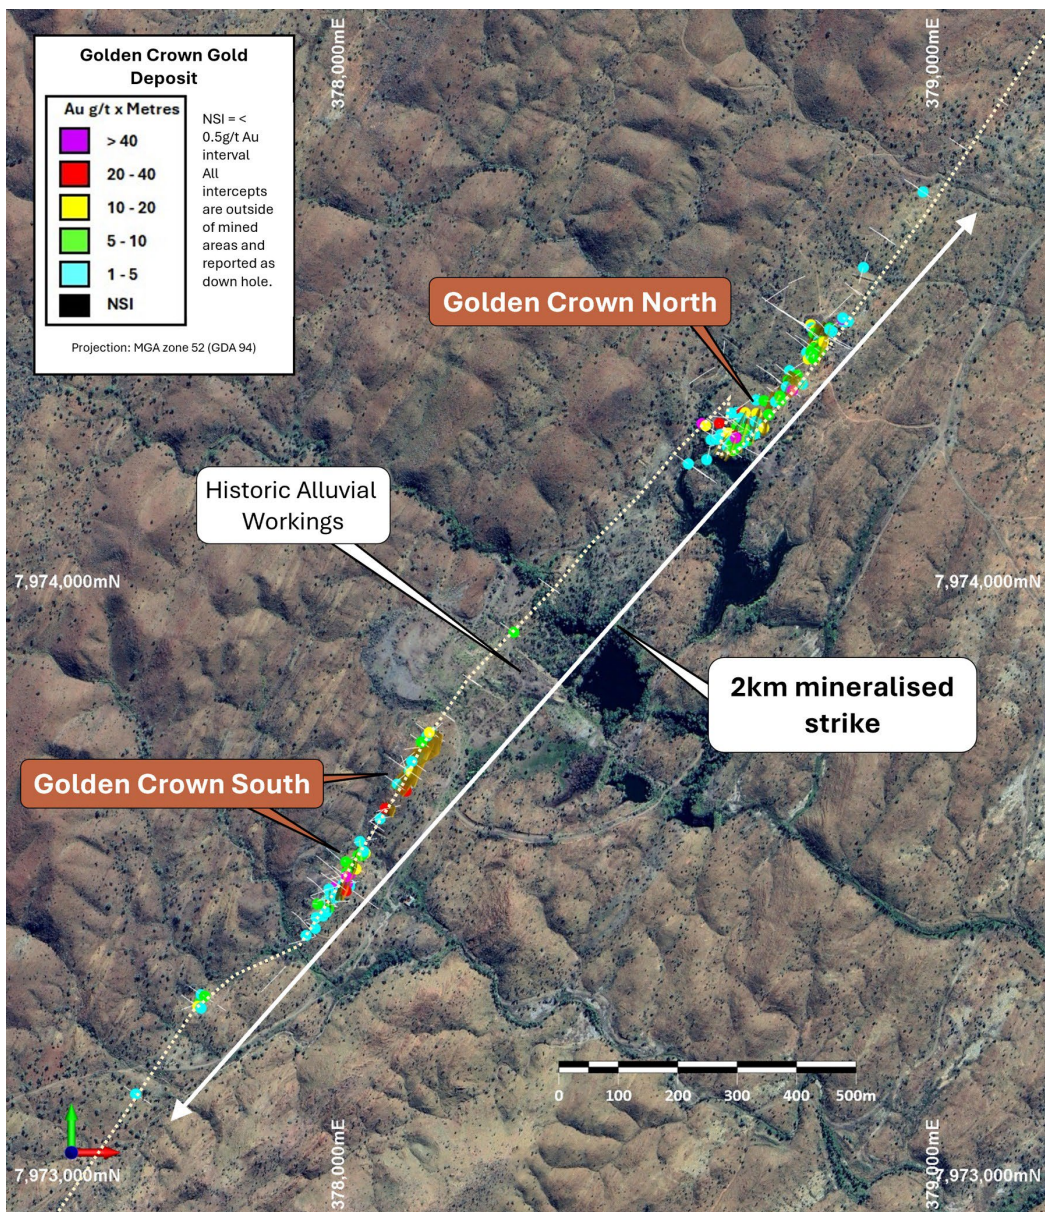 Golden Crown Gold
Deposit
Au g/t x Metres
> 40
20 - 40
10 - 20
5 - 10
1 - 5
NSI
NSI = <
0.5g/t Au
interval
All
intercepts
are outside
of mined
areas and
reported as
down hole.
Projection: MGA zone 52 (GDA 94)
378,000mE
379,000mE
Golden Crown North
Historic Alluvial
Workings
7,974,000mN
7,974,000mN
2km mineralised
strike
Golden Crown South
0 100 200 300 400 500m
7,973,000mN
378,000mE
379,000mE
7,973,000mN